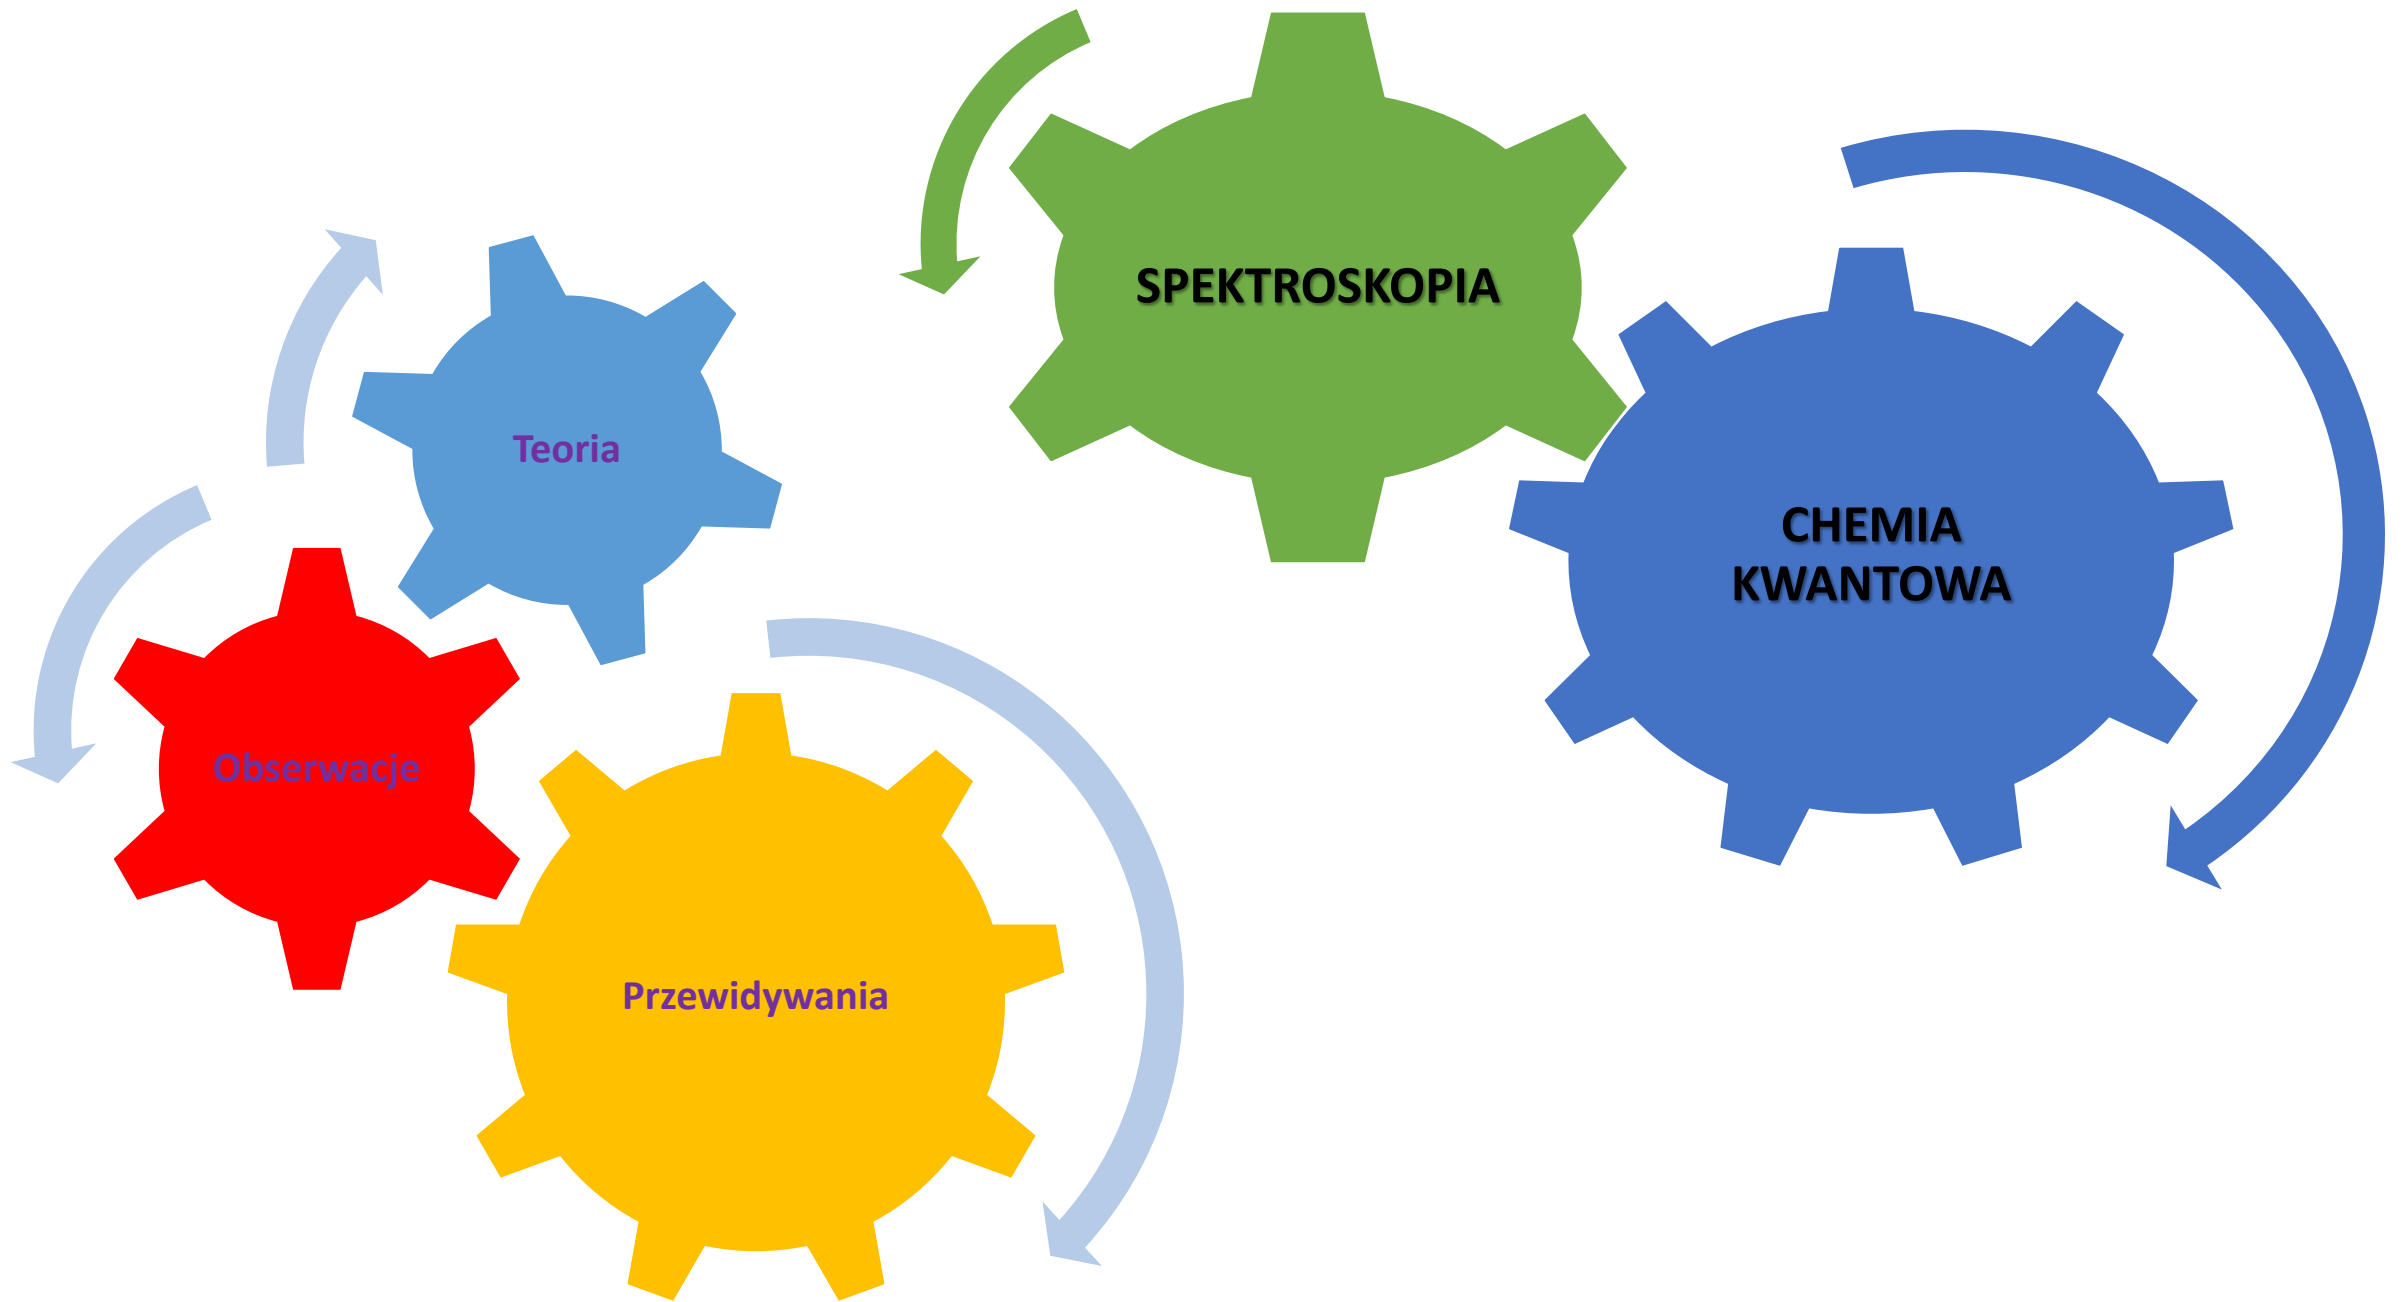 SPEKTROSKOPIA
CHEMIA
KWANTOWA
Teoria
Obserwacje
Przewidywania